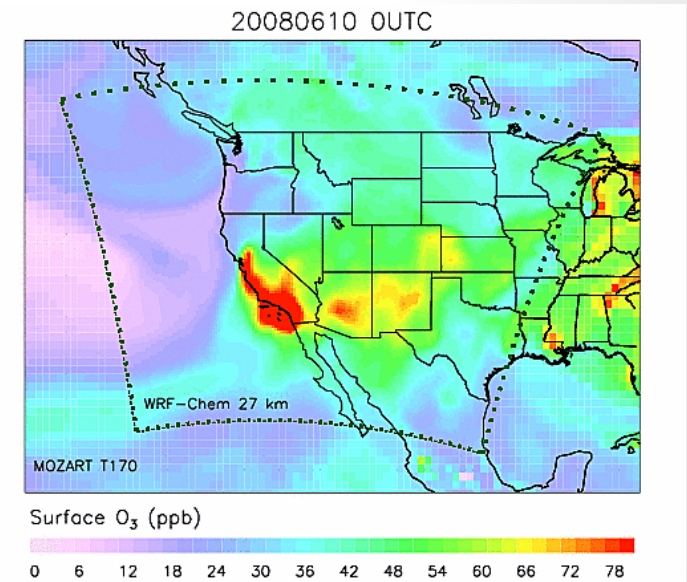 20080610 0UTC
WRF-Chem 27 km
MOZART T170
Surface O₃ (ppb)
0 6 12 18 24 30 36 42 48 54 60 66 72 78